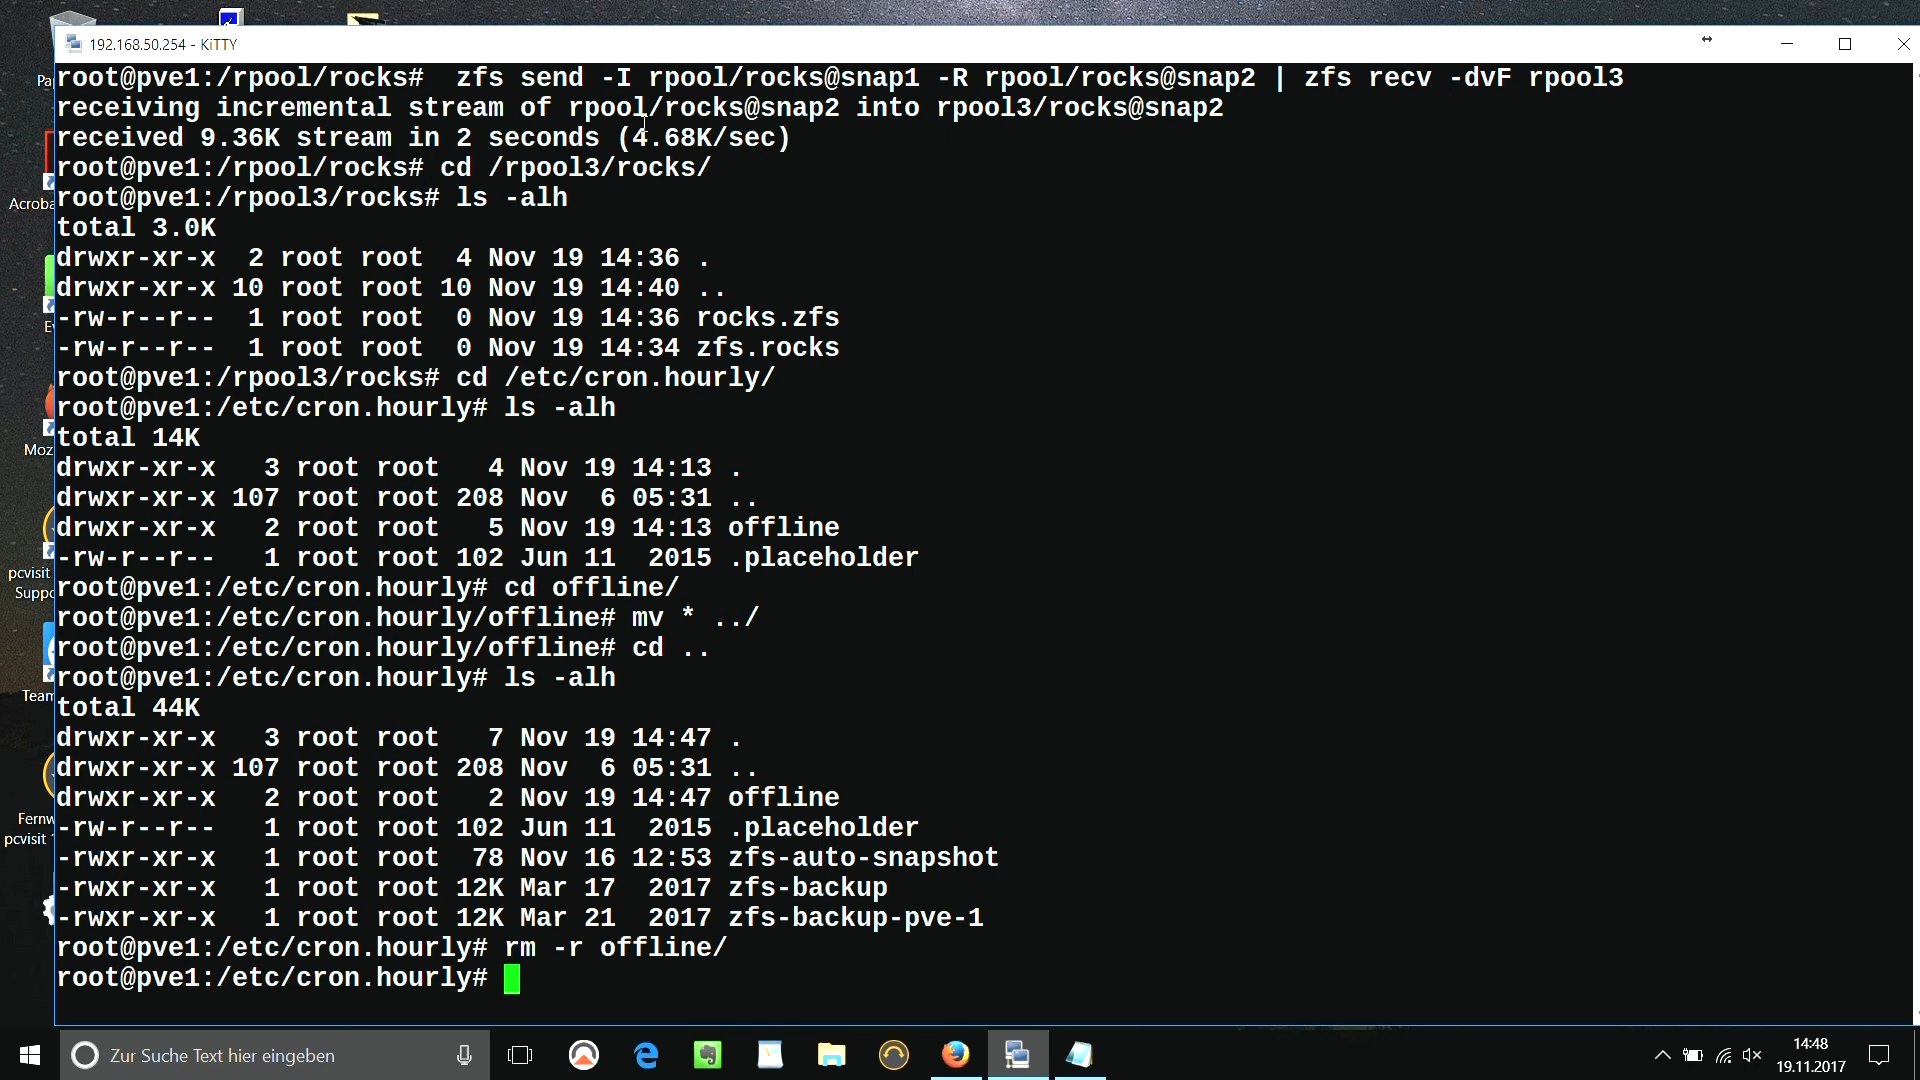 192.168.50.254 - KiTTY
root@pve1:/rpool/rocks#  zfs send -I rpool/rocks@snap1 -R rpool/rocks@snap2 | zfs recv -dvF rpool3
receiving incremental stream of rpool/rocks@snap2 into rpool3/rocks@snap2
received 9.36K stream in 2 seconds (4.68K/sec)
root@pve1:/rpool/rocks# cd /rpool3/rocks/
root@pve1:/rpool3/rocks# ls -alh
total 3.0K
drwxr-xr-x  2 root root  4 Nov 19 14:36 .
drwxr-xr-x 10 root root 10 Nov 19 14:40 ..
-rw-r--r--  1 root root  0 Nov 19 14:36 rocks.zfs
-rw-r--r--  1 root root  0 Nov 19 14:34 zfs.rocks
root@pve1:/rpool3/rocks# cd /etc/cron.hourly/
root@pve1:/etc/cron.hourly# ls -alh
total 14K
drwxr-xr-x   3 root root   4 Nov 19 14:13 .
drwxr-xr-x 107 root root 208 Nov  6 05:31 ..
drwxr-xr-x   2 root root   5 Nov 19 14:13 offline
-rw-r--r--   1 root root 102 Jun 11  2015 .placeholder
root@pve1:/etc/cron.hourly# cd offline/
root@pve1:/etc/cron.hourly/offline# mv * ../
root@pve1:/etc/cron.hourly/offline# cd ..
root@pve1:/etc/cron.hourly# ls -alh
total 44K
drwxr-xr-x   3 root root   7 Nov 19 14:47 .
drwxr-xr-x 107 root root 208 Nov  6 05:31 ..
drwxr-xr-x   2 root root   2 Nov 19 14:47 offline
-rw-r--r--   1 root root 102 Jun 11  2015 .placeholder
-rwxr-xr-x   1 root root  78 Nov 16 12:53 zfs-auto-snapshot
-rwxr-xr-x   1 root root 12K Mar 17  2017 zfs-backup
-rwxr-xr-x   1 root root 12K Mar 21  2017 zfs-backup-pve-1
root@pve1:/etc/cron.hourly# rm -r offline/
root@pve1:/etc/cron.hourly#
Pa
Acroba
Moz
pcvisit
Suppo
Team
Fernw
pcvisit
Zur Suche Text hier eingeben
14:48
19.11.2017